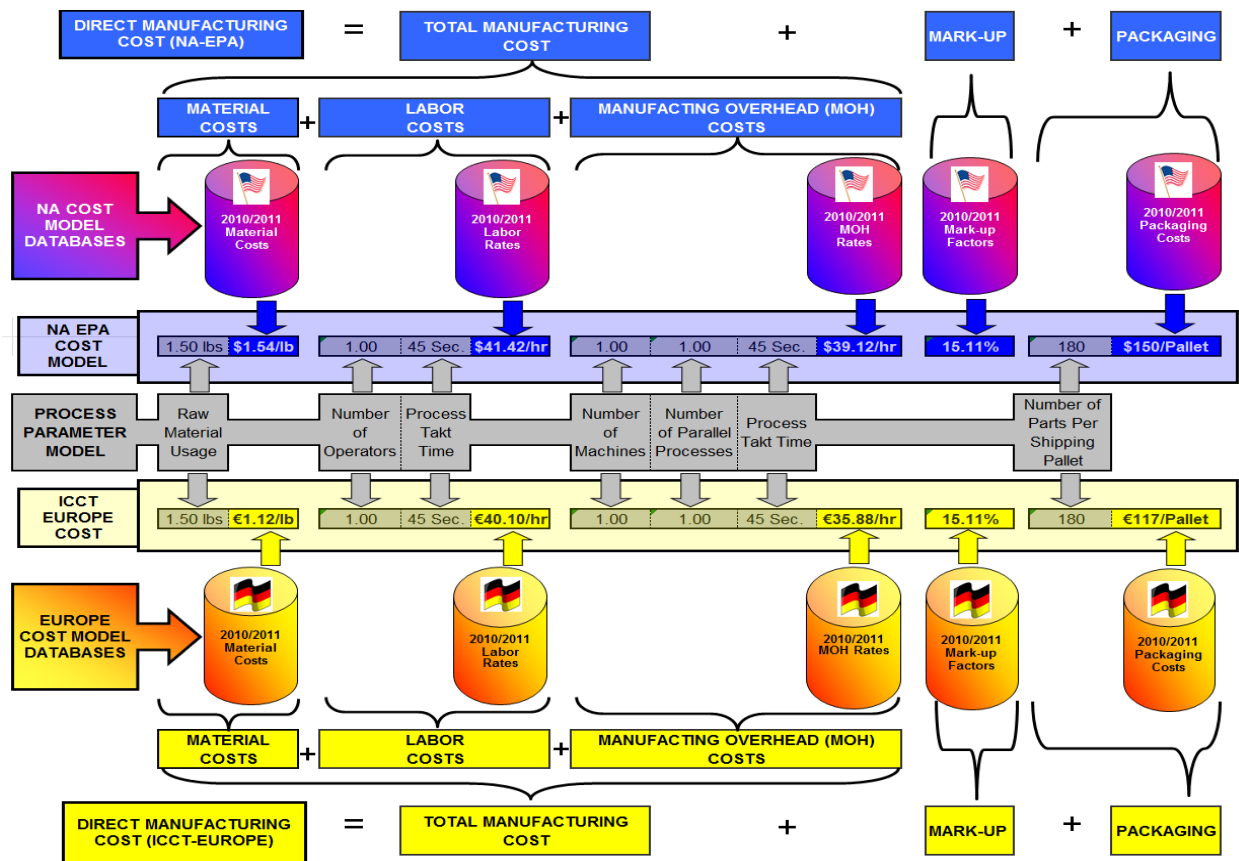 DIRECT MANUFACTURING
COST (NA-EPA)
=
TOTAL MANUFACTURING
COST
+
MARK-UP
+
PACKAGING
MATERIAL
COSTS
+
LABOR
COSTS
+
MANUFACTING OVERHEAD (MOH)
COSTS
NA COST
MODEL
DATABASES
2010/2011
Material
Costs
2010/2011
Labor
Rates
2010/2011
MOH
Rates
2010/2011
Mark-up
Factors
2010/2011
Packaging
Costs
NA EPA
COST
MODEL
1.50 lbs $1.54/lb
1.00 45 Sec. $41.42/hr
1.00 1.00 45 Sec. $39.12/hr
15.11%
180 $150/Pallet
PROCESS
PARAMETER
MODEL
Raw
Material
Usage
Number
of
Operators
Process
Takt
Time
Number
of
Machines
Number
of Parallel
Processes
Process
Takt Time
Number of
Parts Per
Shipping
Pallet
ICCT
EUROPE
COST
1.50 lbs €1.12/lb
1.00 45 Sec. €40.10/hr
1.00 1.00 45 Sec. €35.88/hr
15.11%
180 €117/Pallet
EUROPE
COST MODEL
DATABASES
2010/2011
Material
Costs
2010/2011
Labor
Rates
2010/2011
MOH Rates
2010/2011
Mark-up
Factors
2010/2011
Packaging
Costs
MATERIAL
COSTS
+
LABOR
COSTS
+
MANUFACTING OVERHEAD (MOH)
COSTS
DIRECT MANUFACTURING
COST (ICCT-EUROPE)
=
TOTAL MANUFACTURING
COST
+
MARK-UP
+
PACKAGING